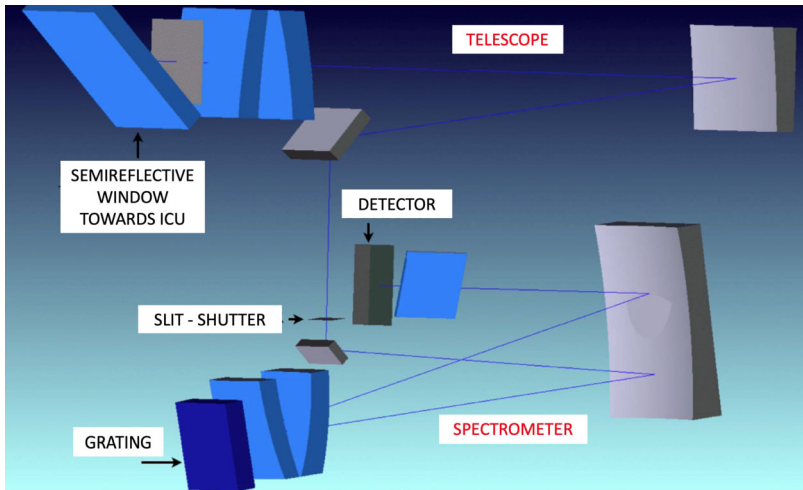 TELESCOPE
SEMIREFLECTIVE
WINDOW
TOWARDS ICU
DETECTOR
SLIT - SHUTTER
GRATING
SPECTROMETER